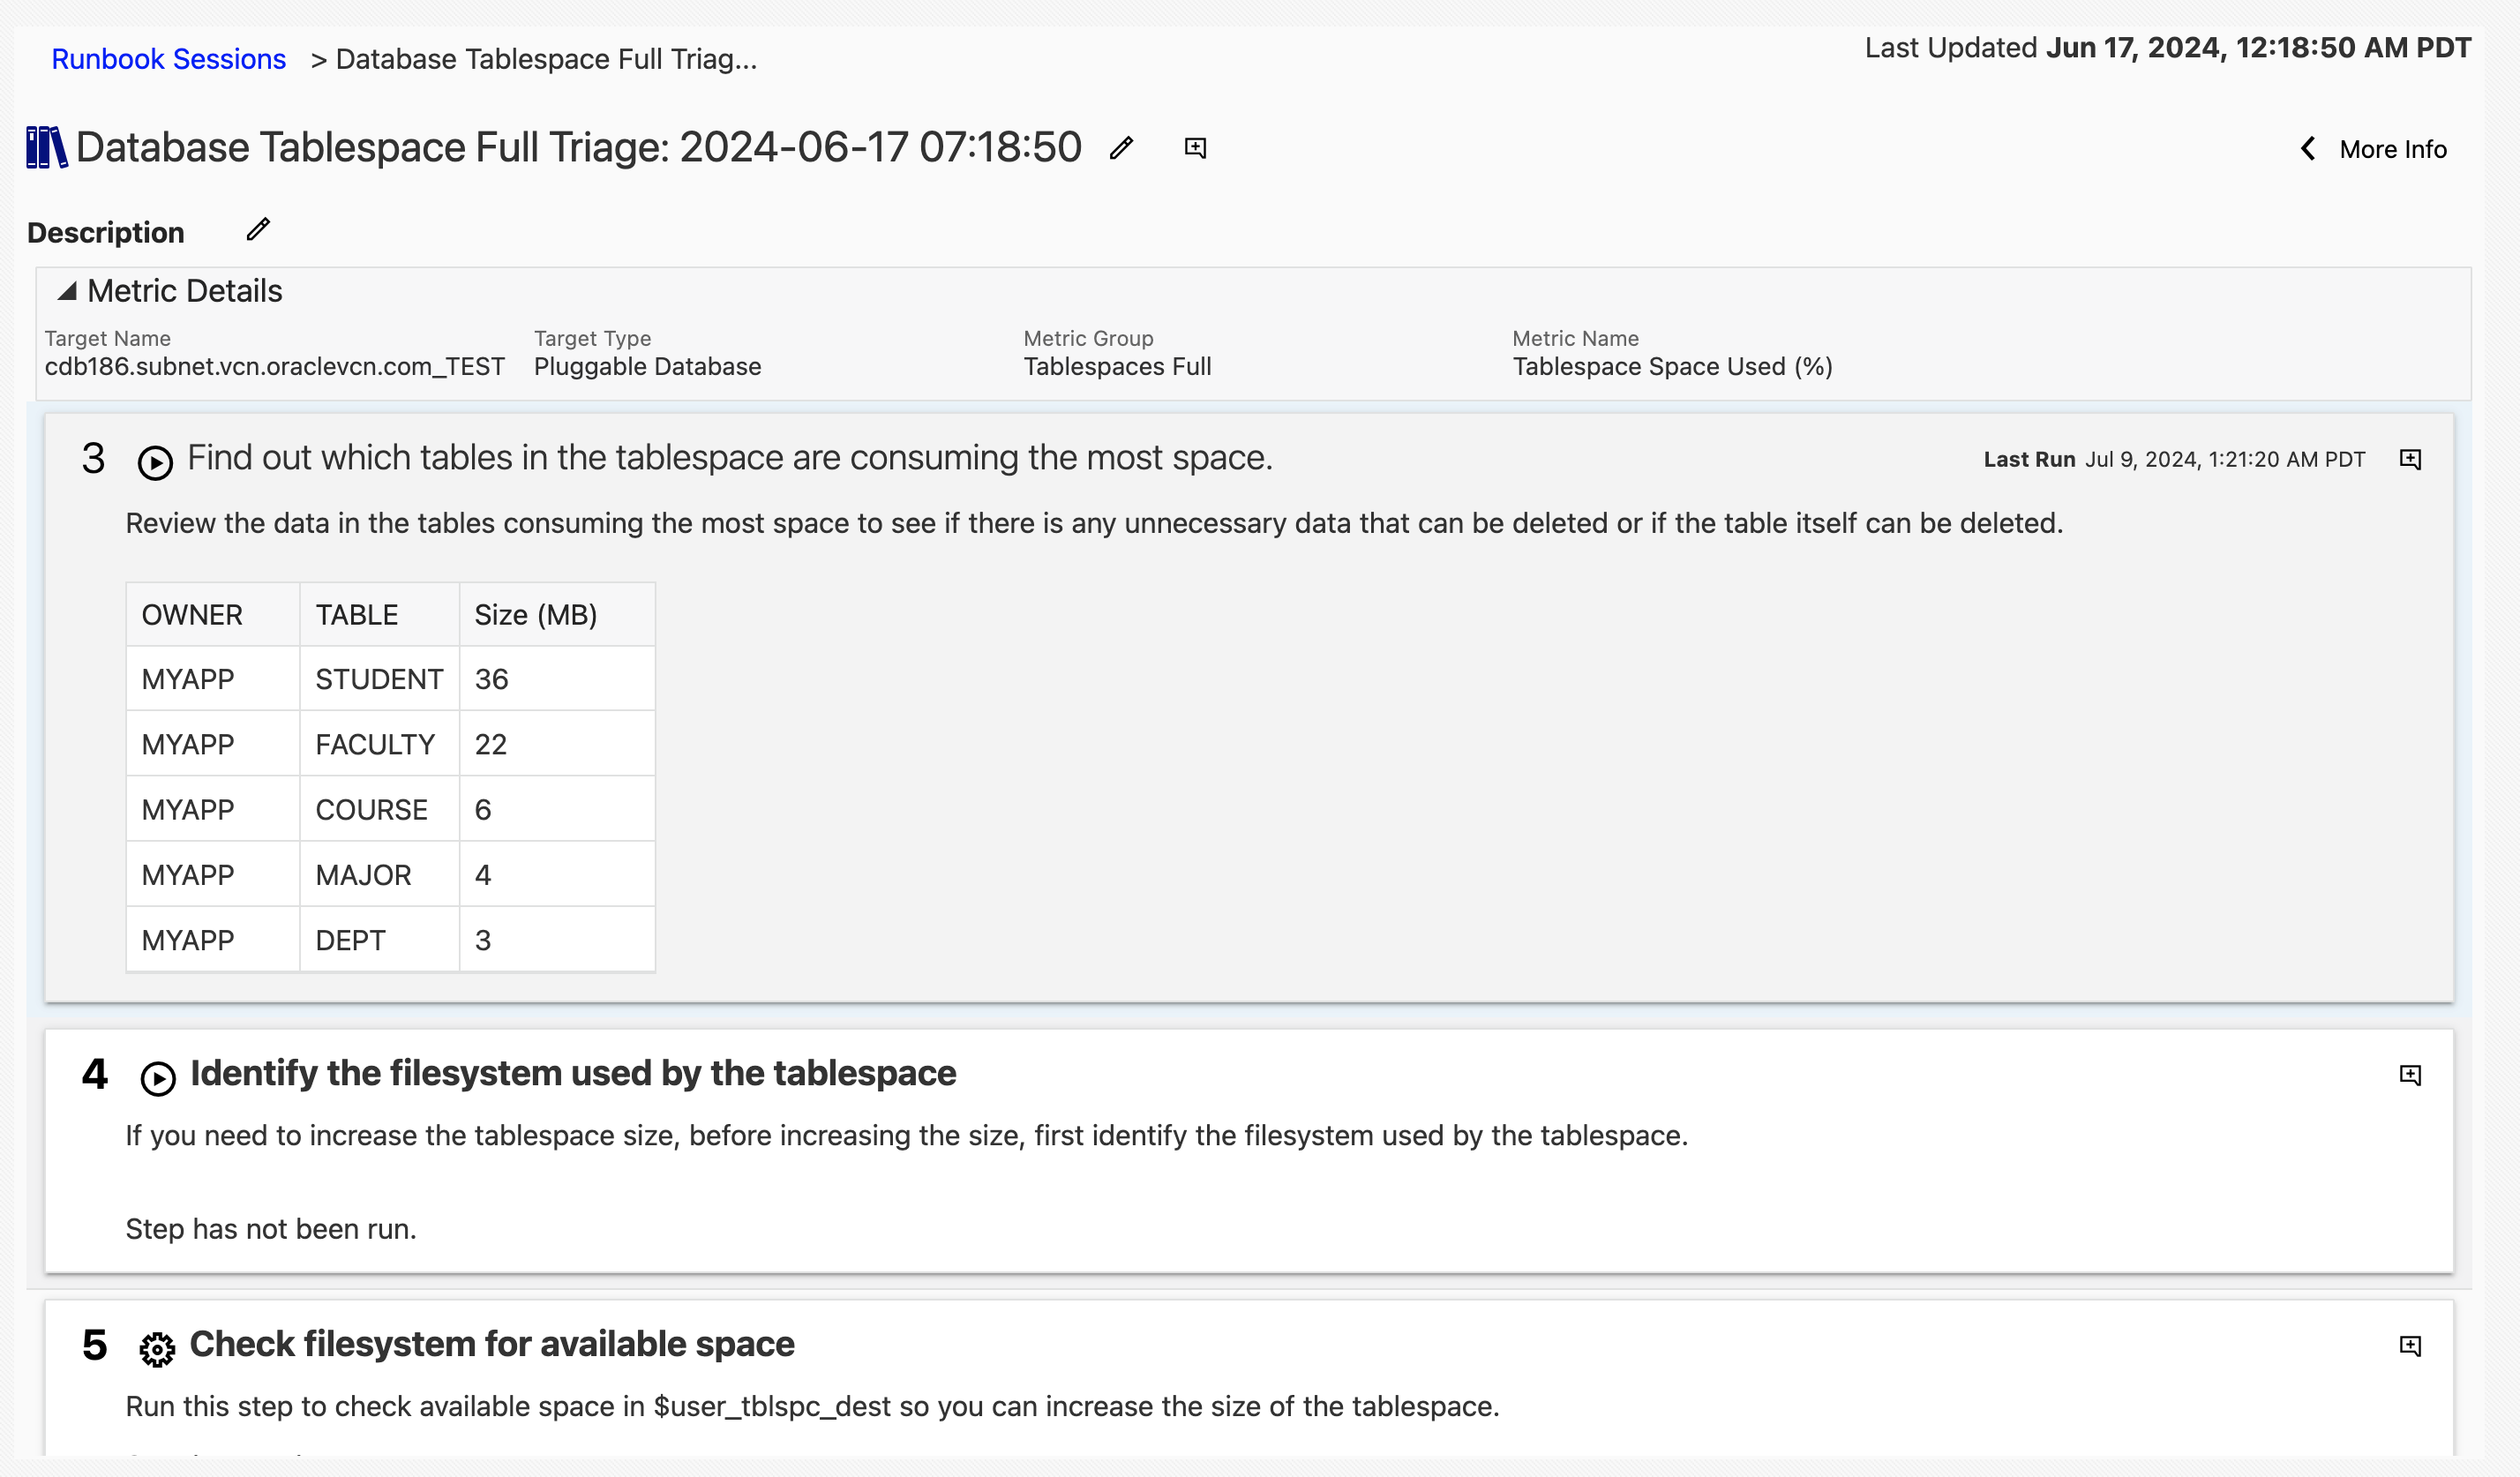 Runbook Sessions > Database Tablespace Full Triag...
Last Updated Jun 17, 2024, 12:18:50 AM PDT
Database Tablespace Full Triage: 2024-06-17 07:18:50
More Info
Description
Metric Details
Target Name Target Type Metric Group Metric Name
cdb186.subnet.vcn.oraclevcn.com_TEST Pluggable Database Tablespaces Full Tablespace Space Used (%)
3 Find out which tables in the tablespace are consuming the most space. Last Run Jul 9, 2024, 1:21:20 AM PDT
Review the data in the tables consuming the most space to see if there is any unnecessary data that can be deleted or if the table itself can be deleted.
OWNER TABLE Size (MB)
MYAPP STUDENT 36
MYAPP FACULTY 22
MYAPP COURSE 6
MYAPP MAJOR 4
MYAPP DEPT 3
4 Identify the filesystem used by the tablespace
If you need to increase the tablespace size, before increasing the size, first identify the filesystem used by the tablespace.
Step has not been run.
5 Check filesystem for available space
Run this step to check available space in $user_tblspc_dest so you can increase the size of the tablespace.